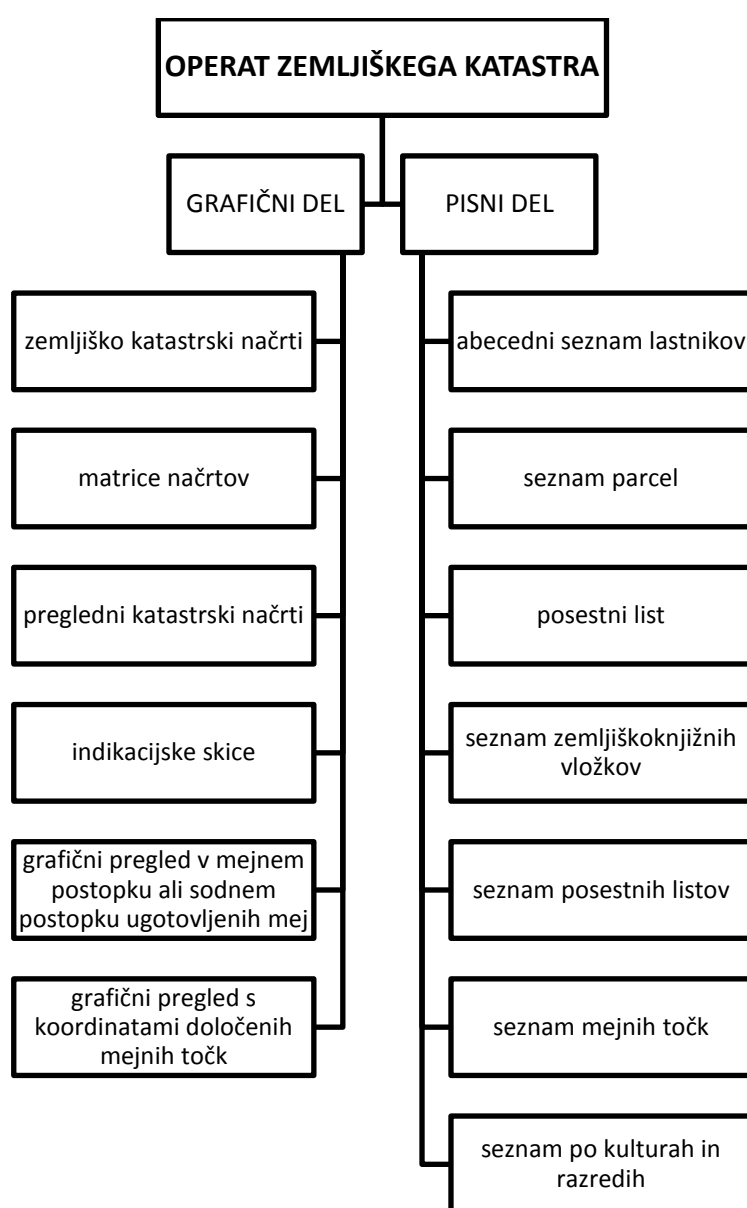 OPERAT ZEMLJIŠKEGA KATASTRA
GRAFIČNI DEL
PISNI DEL
zemljiško katastrski načrti
matrice načrtov
pregledni katastrski načrti
indikacijske skice
grafični pregled v mejnem
postopku ali sodnem
postopku ugotovljenih mej
grafični pregled s
koordinatami določenih
mejnih točk
abecedni seznam lastnikov
seznam parcel
posestni list
seznam zemljiškoknjižnih
vložkov
seznam posestnih listov
seznam mejnih točk
seznam po kulturah in
razredih